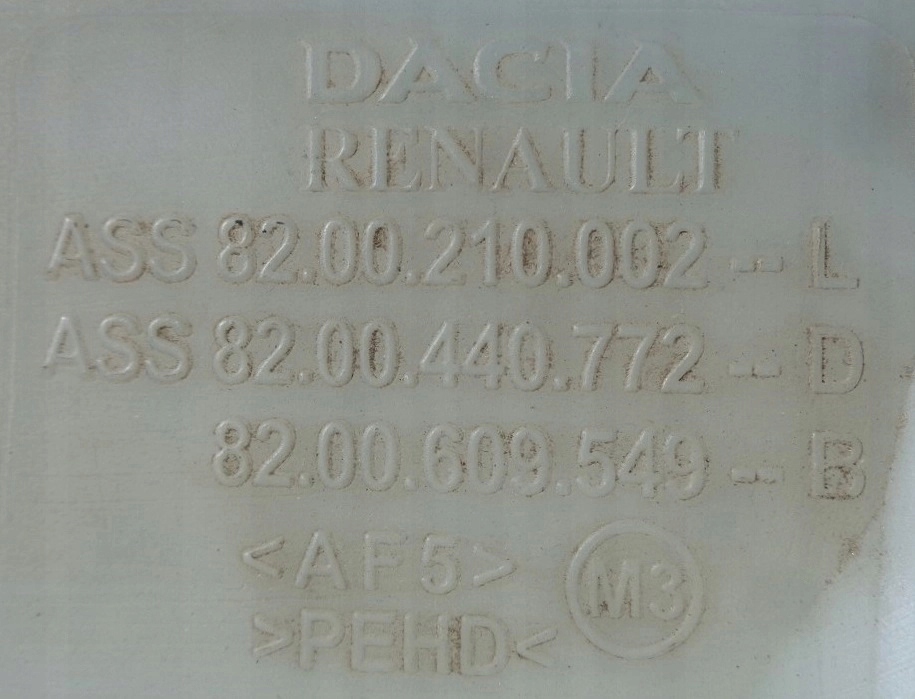 DACIA
RENAULT
ASS 82.00.210.002 -- L
ASS 82.00.440.772 -- D
82.00.609.549 -- B
<AF5> M3
>PEHD<